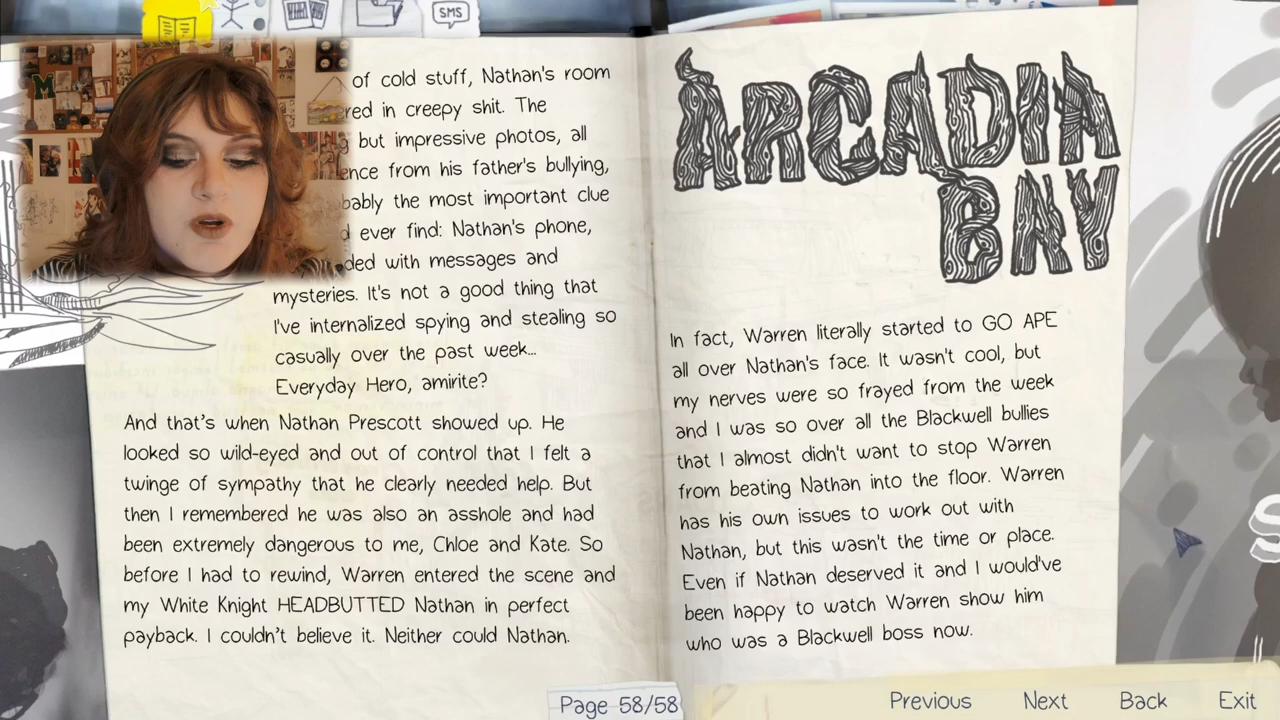 SMS
of cold stuff, Nathan's room
red in creepy shit. The
but impressive photos, all
ence from his father's bullying,
bably the most important clue
ever find: Nathan's phone,
ded with messages and
mysteries. It's not a good thing that
I've internalized spying and stealing so
casually over the past week...
Everyday Hero, amirite?
And that's when Nathan Prescott showed up. He
looked so wild-eyed and out of control that I felt a
twinge of sympathy that he clearly needed help. But
then I remembered he was also an asshole and had
been extremely dangerous to me, Chloe and Kate. So
before I had to rewind, Warren entered the scene and
my White Knight HEADBUTTED Nathan in perfect
payback. I couldn't believe it. Neither could Nathan.
ARCADIA
BAY
In fact, Warren literally started to GO APE
all over Nathan's face. It wasn't cool, but
my nerves were so frayed from the week
and I was so over all the Blackwell bullies
that I almost didn't want to stop Warren
from beating Nathan into the floor. Warren
has his own issues to work out with
Nathan, but this wasn't the time or place.
Even if Nathan deserved it and I would've
been happy to watch Warren show him
who was a Blackwell boss now.
Page 58/58
Previous Next Back Exit